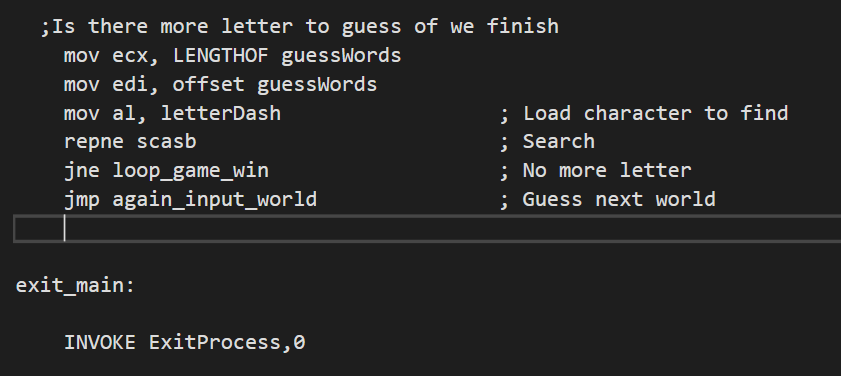 ;Is there more letter to guess of we finish
mov ecx, LENGTHOF guessWords
mov edi, offset guessWords
mov al, letterDash ; Load character to find
repne scasb ; Search
jne loop_game_win ; No more letter
jmp again_input_world ; Guess next world
exit_main:
INVOKE ExitProcess,0